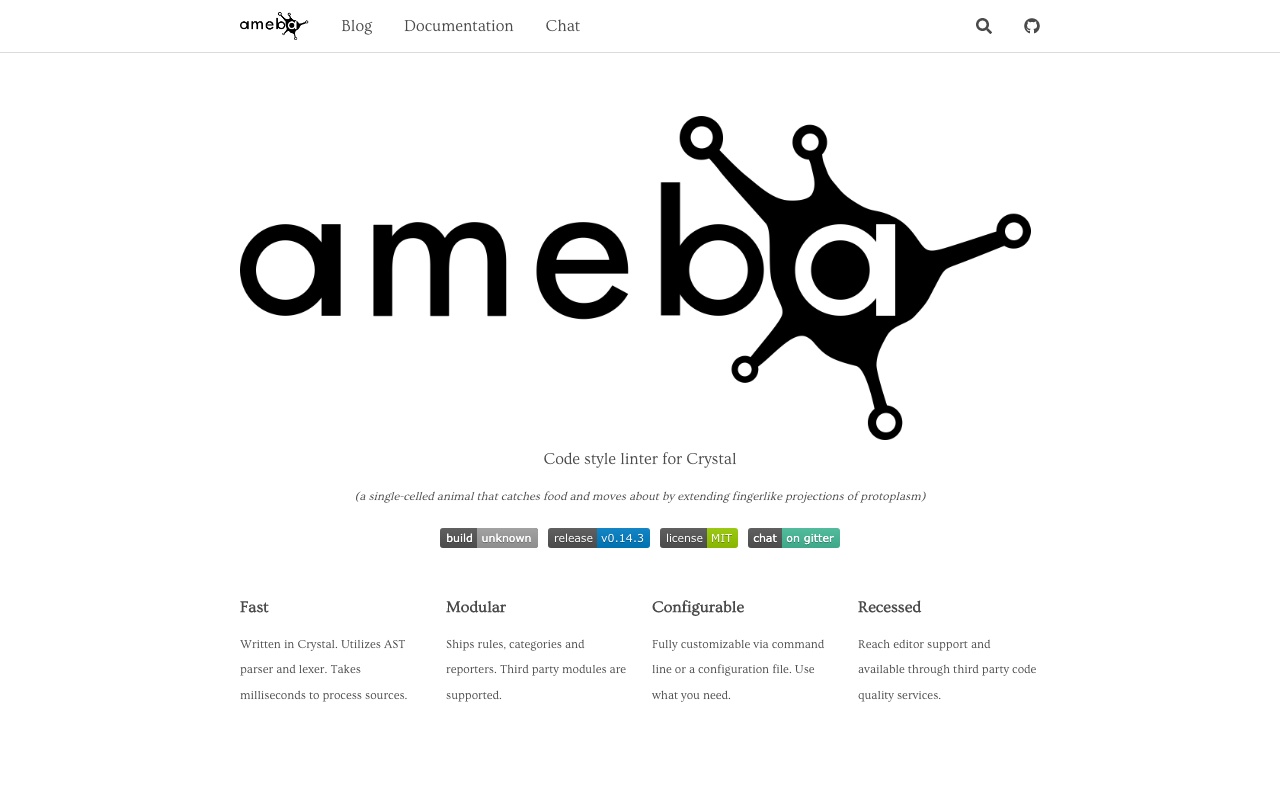 ameba Blog Documentation Chat
ameba
Code style linter for Crystal
(a single-celled animal that catches food and moves about by extending fingerlike projections of protoplasm)
build unknown release v0.14.3 license MIT chat on gitter
Fast
Written in Crystal. Utilizes AST
parser and lexer. Takes
milliseconds to process sources.
Modular
Ships rules, categories and
reporters. Third party modules are
supported.
Configurable
Fully customizable via command
line or a configuration file. Use
what you need.
Recessed
Reach editor support and
available through third party code
quality services.